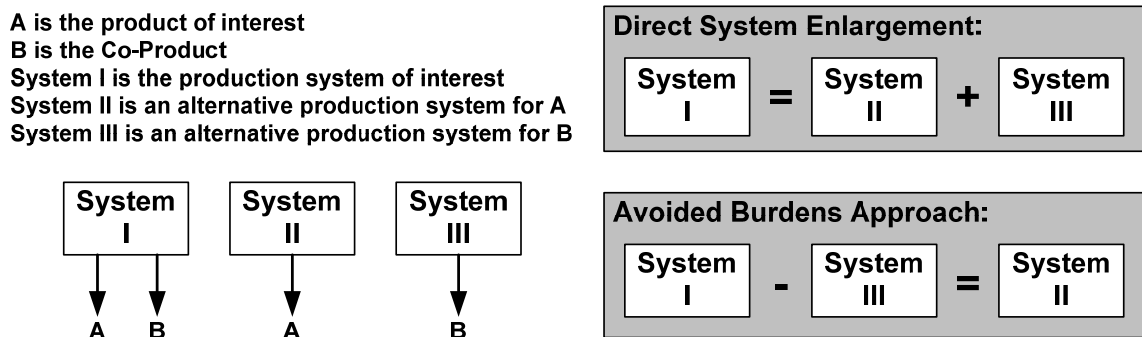 A is the product of interest
B is the Co-Product
System I is the production system of interest
System II is an alternative production system for A
System III is an alternative production system for B
System
I
A B
System
II
A
System
III
B
Direct System Enlargement:
System
I
=
System
II
+
System
III
Avoided Burdens Approach:
System
I
-
System
III
=
System
II